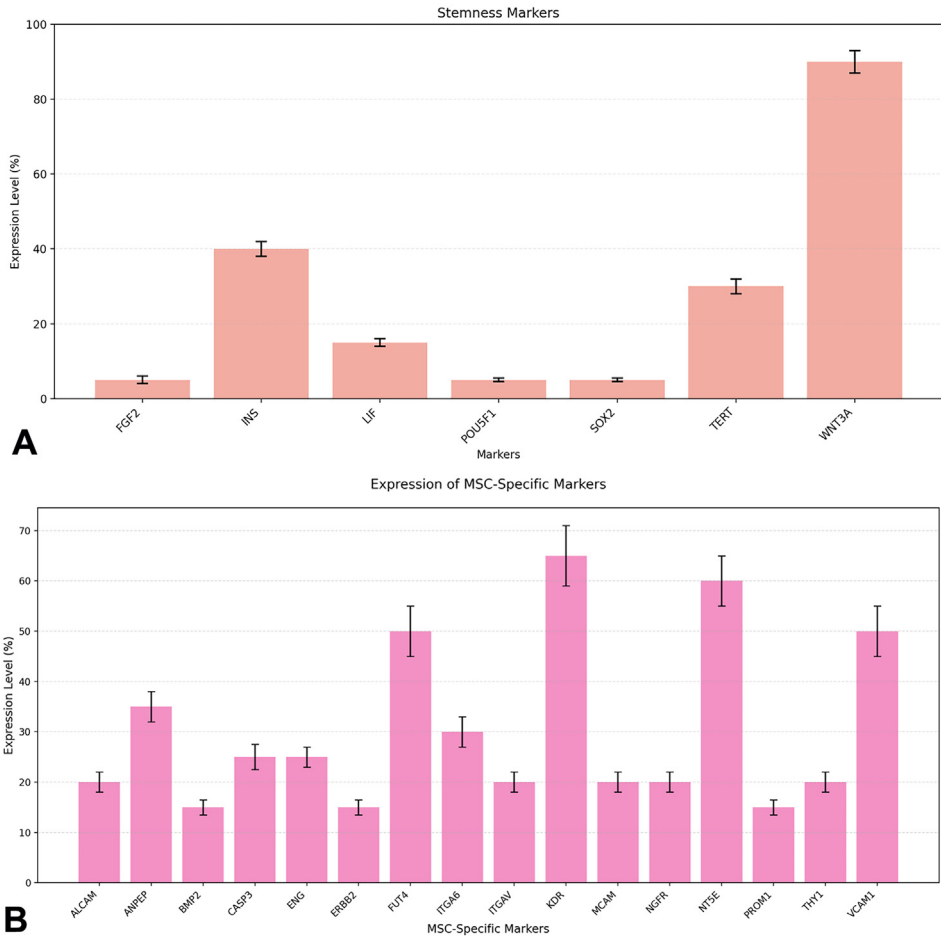 Stemness Markers
Expression Level (%)
100
80
60
40
20
0
FGF2
INS
LIF
POU5F1
SOX2
TERT
WNT3A
Markers
A
Expression of MSC-Specific Markers
Expression Level (%)
70
60
50
40
30
20
10
0
ALCAM
ANPEP
BMP2
CASP3
ENG
ERBB2
FUT4
ITGA6
ITGAV
KDR
MCAM
NGFR
NT5E
PROM1
THY1
VCAM1
MSC-Specific Markers
B